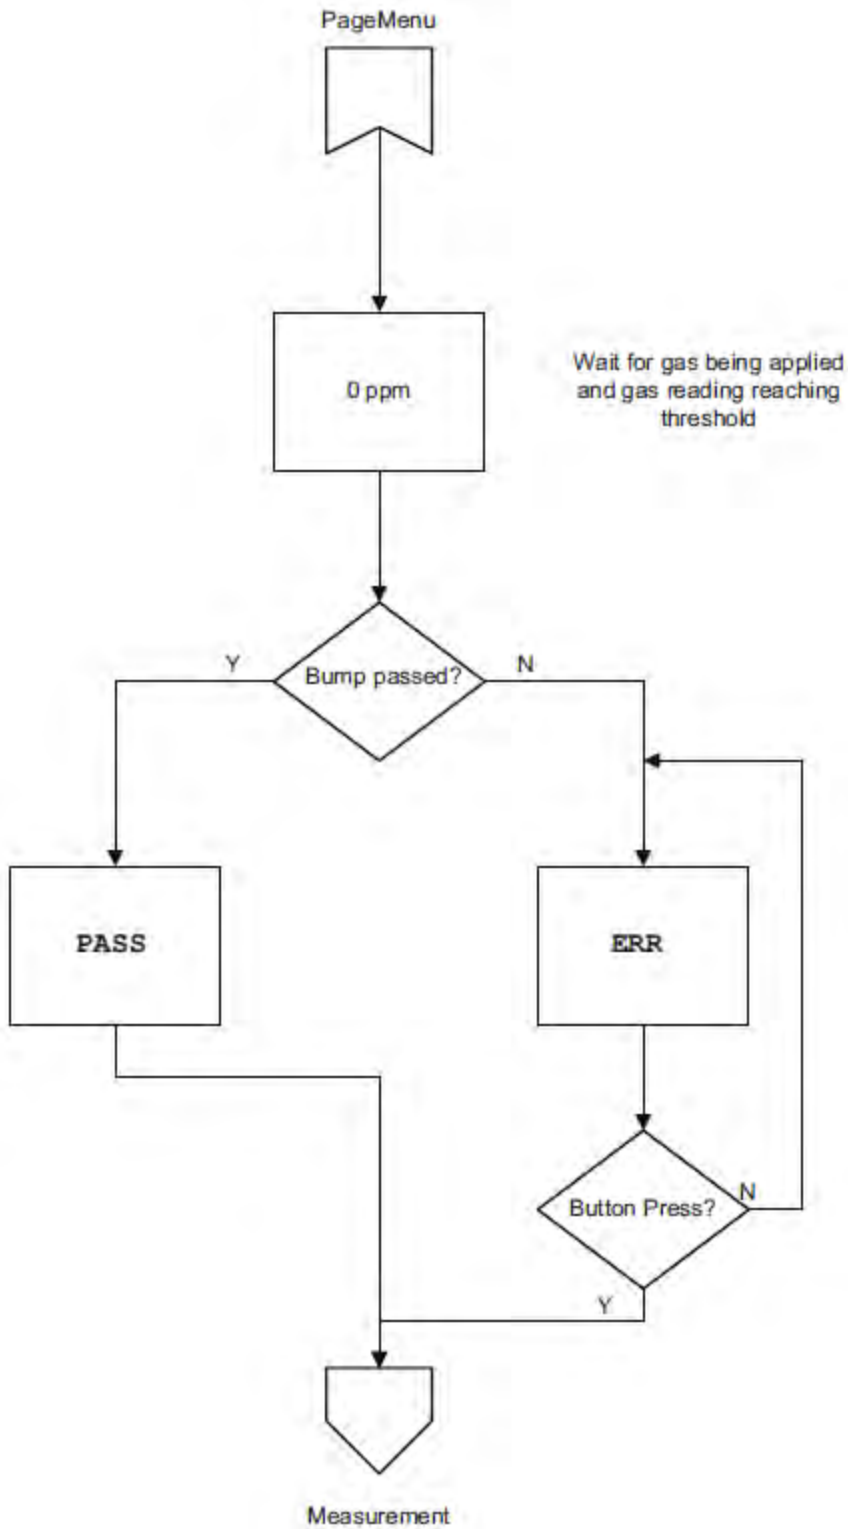 PageMenu
0 ppm
Wait for gas being applied
and gas reading reaching
threshold
Y
Bump passed?
N
PASS
ERR
Button Press?
N
Y
Measurement